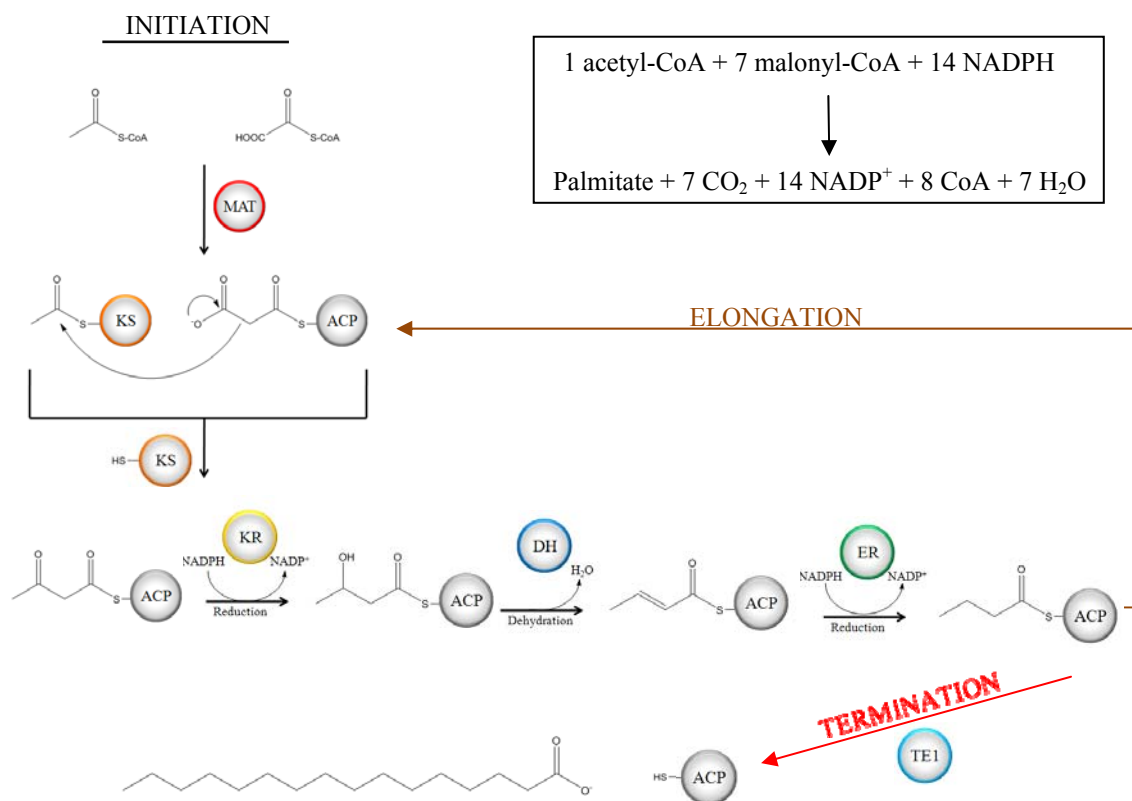 INITIATION
1 acetyl-CoA + 7 malonyl-CoA + 14 NADPH
Palmitate + 7 CO₂ + 14 NADP⁺ + 8 CoA + 7 H₂O
O
S-CoA
O
HOOC
S-CoA
MAT
O
S
KS
O
⁻O
O
S
ACP
ELONGATION
HS
KS
O
O
S
ACP
KR
NADPH
NADP⁺
Reduction
OH
O
S
ACP
DH
H₂O
Dehydration
O
S
ACP
ER
NADPH
NADP⁺
Reduction
O
S
ACP
TERMINATION
TE1
O
O⁻
HS
ACP